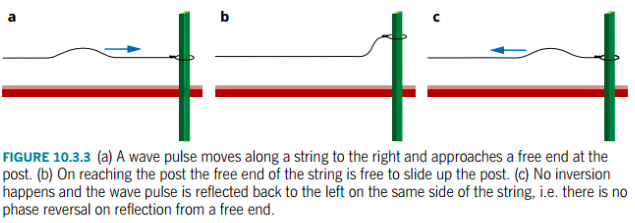 a
b
c
FIGURE 10.3.3 (a) A wave pulse moves along a string to the right and approaches a free end at the
post. (b) On reaching the post the free end of the string is free to slide up the post. (c) No inversion
happens and the wave pulse is reflected back to the left on the same side of the string, i.e. there is no
phase reversal on reflection from a free end.